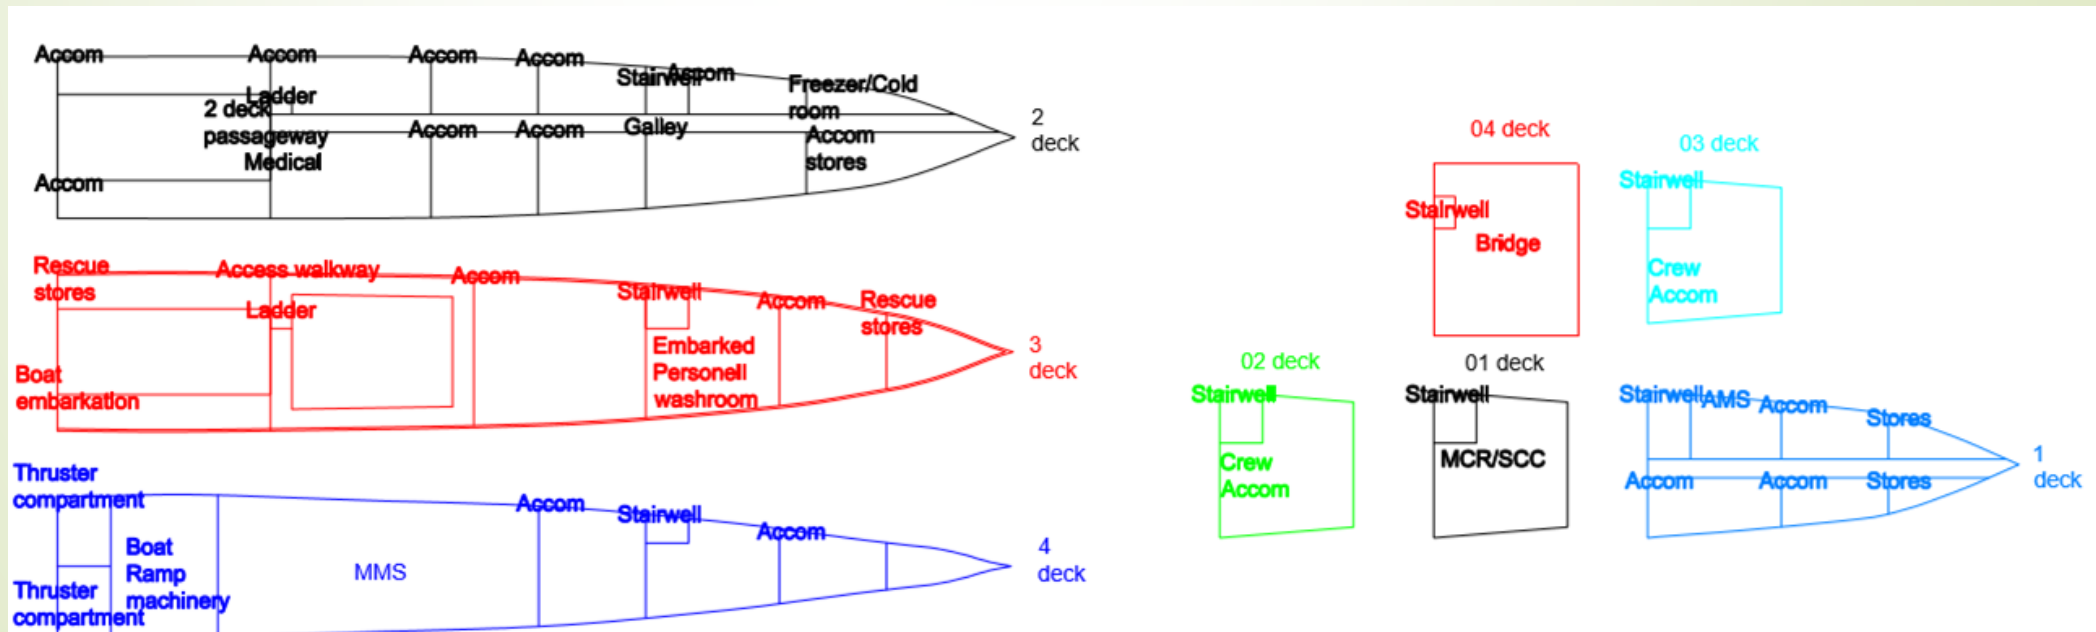 Accom
Accom
Accom
Accom
Stairwell
Accom
Freezer/Cold
room
Ladder
2 deck
passageway
Medical
Accom
Accom
Galley
Accom
stores
Accom
2
deck
Rescue
stores
Access walkway
Accom
Stairwell
Accom
Rescue
stores
Ladder
Embarked
Personell
washroom
Boat
embarkation
3
deck
Thruster
compartment
Accom
Stairwell
Accom
Boat
Ramp
machinery
MMS
Thruster
compartment
4
deck
04 deck
Stairwell
Bridge
03 deck
Stairwell
Crew
Accom
02 deck
Stairwell
Crew
Accom
01 deck
Stairwell
MCR/SCC
Stairwell
AMS
Accom
Stores
Accom
Accom
Stores
1
deck